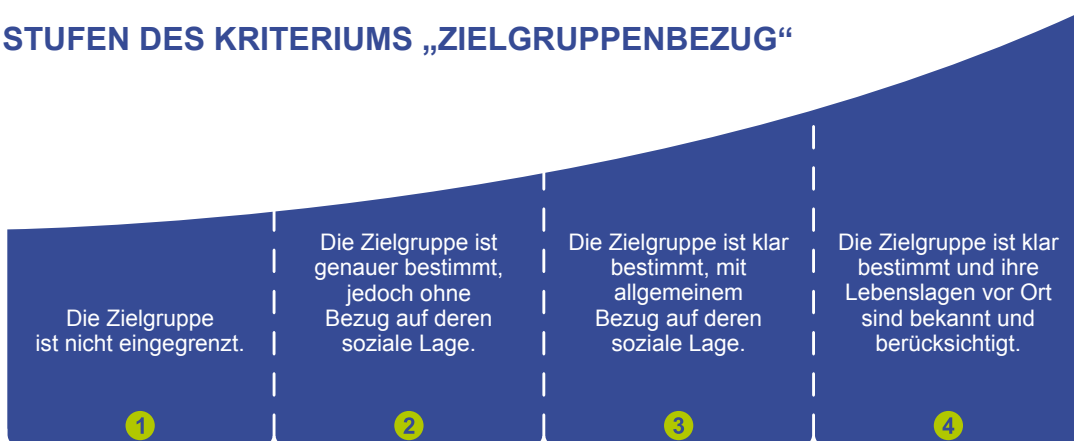 STUFEN DES KRITERIUMS „ZIELGRUPPENBEZUG“
Die Zielgruppe
ist nicht eingegrenzt.
1
Die Zielgruppe ist
genauer bestimmt,
jedoch ohne
Bezug auf deren
soziale Lage.
2
Die Zielgruppe ist klar
bestimmt, mit
allgemeinem
Bezug auf deren
soziale Lage.
3
Die Zielgruppe ist klar
bestimmt und ihre
Lebenslagen vor Ort
sind bekannt und
berücksichtigt.
4